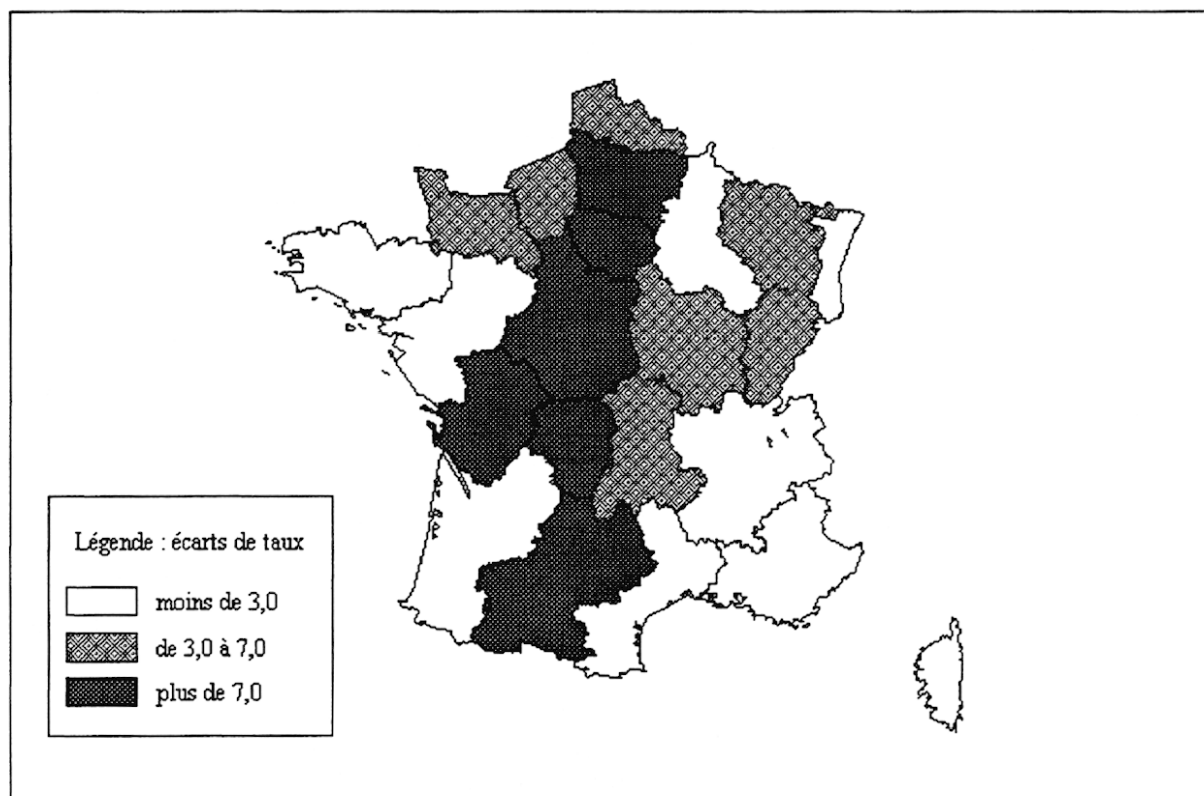 Légende : écarts de taux
moins de 3,0
de 3,0 à 7,0
plus de 7,0